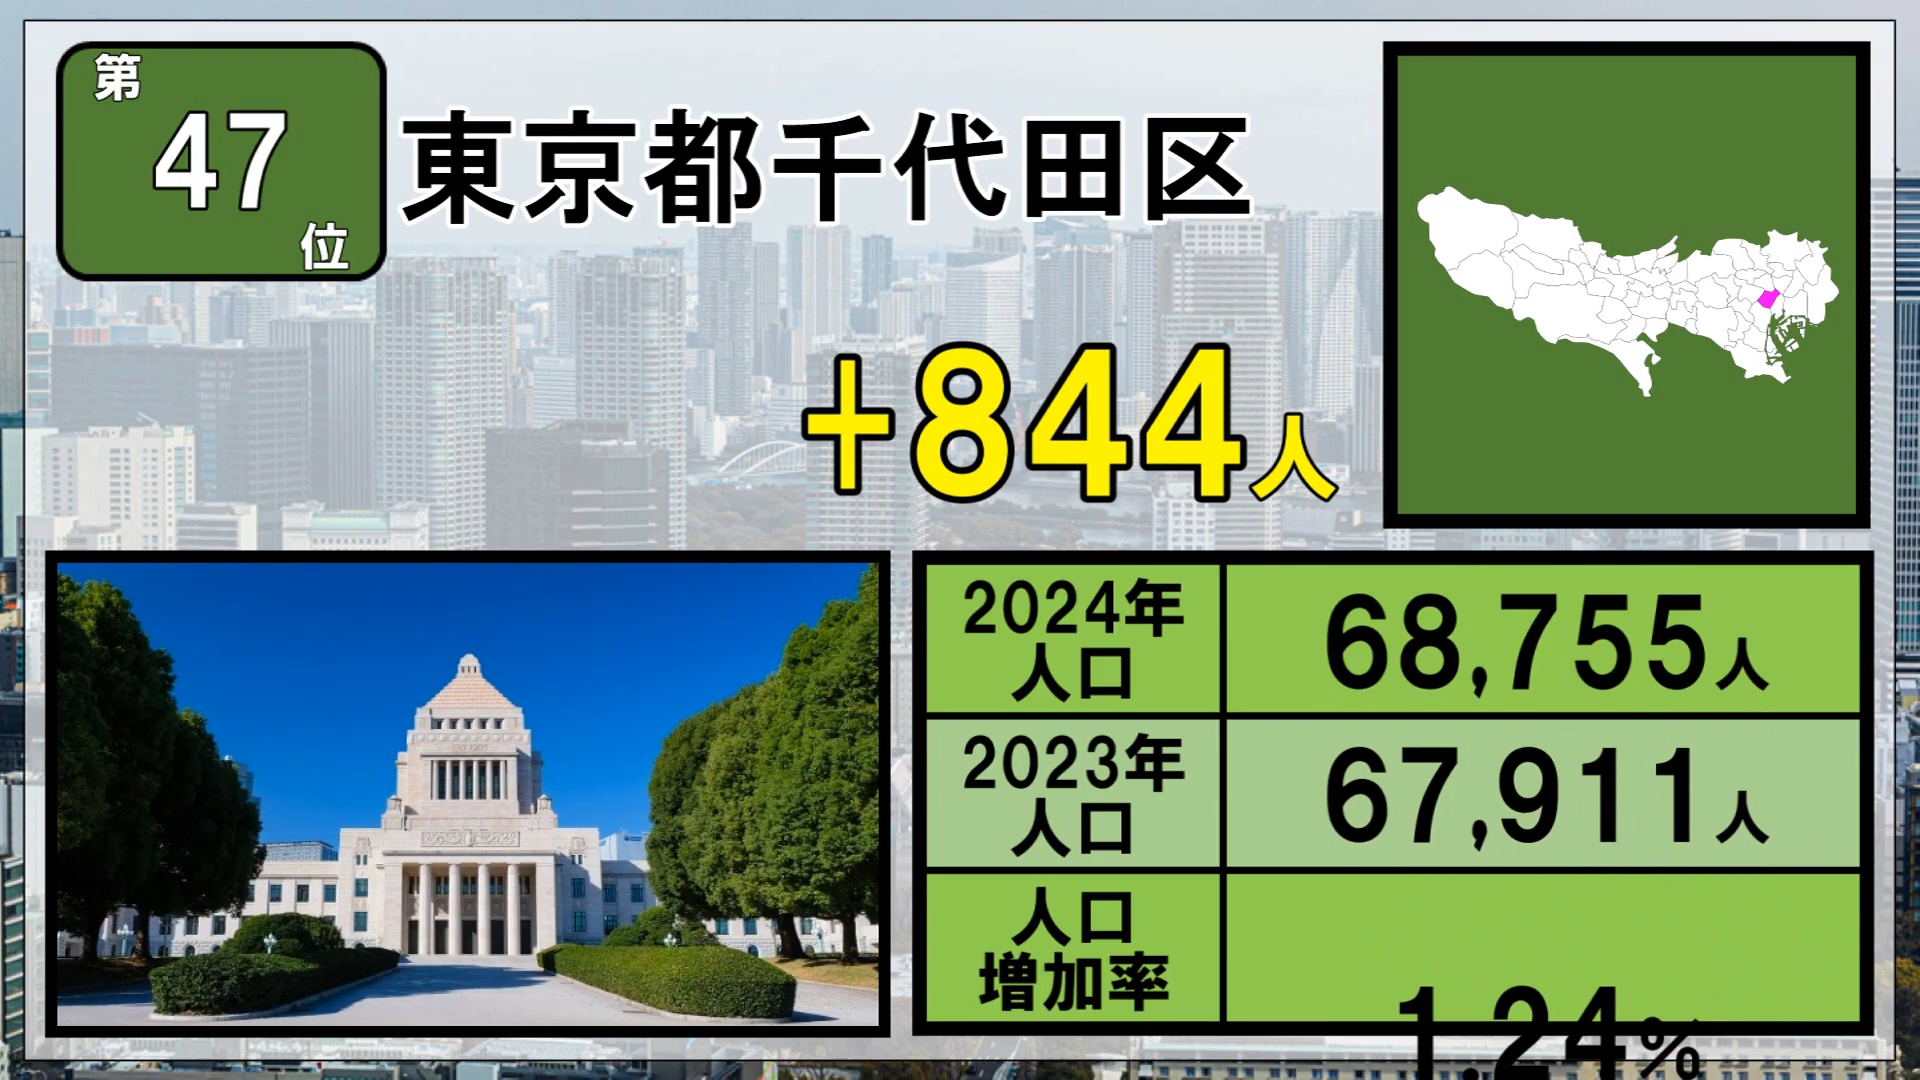 第
47
位
東京都千代田区
+844人
2024年
人口
68,755人
2023年
人口
67,911人
人口
増加率
1.24%